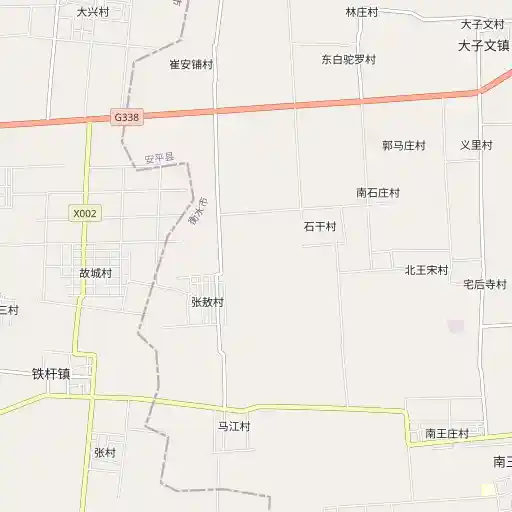 大兴村
林庄村
大子文村
大子文镇
崔安铺村
东白驼罗村
G338
郭马庄村
义里村
安平县
南石庄村
衡水市
X002
石干村
故城村
北王宋村
宅后寺村
张敖村
三村
铁杆镇
马江村
南王庄村
张村
南王